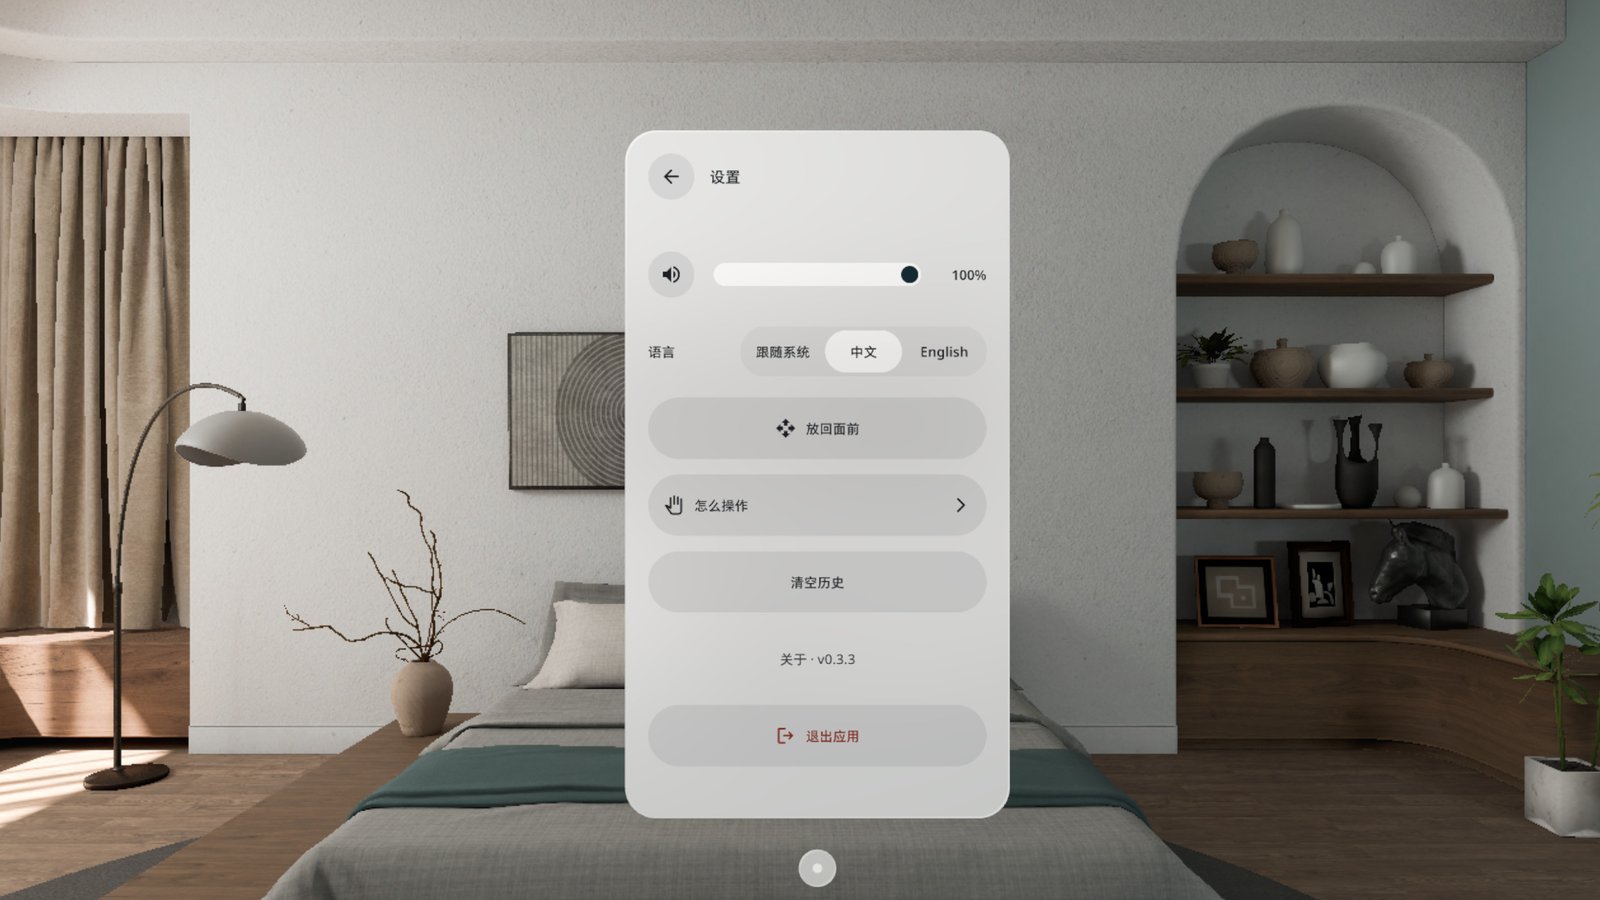 设置
100%
语言 跟随系统 中文 English
放回面前
怎么操作
清空历史
关于 · v0.3.3
退出应用